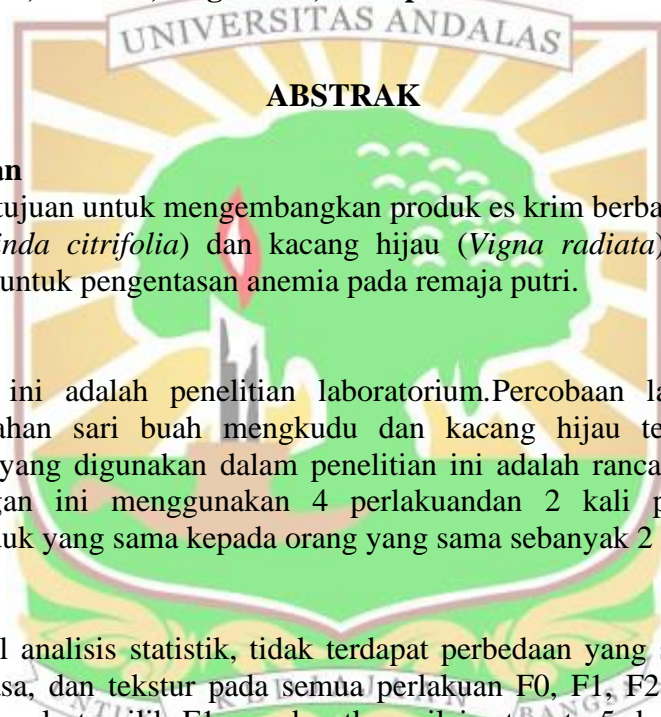 UNIVERSITAS ANDALAS
ABSTRAK
an
tujuan untuk mengembangkan produk es krim berba
inda citrifolia) dan kacang hijau (Vigna radiata)
untuk pengentasan anemia pada remaja putri.
ini adalah penelitian laboratorium.Percobaan la
ahan sari buah mengkudu dan kacang hijau te
yang digunakan dalam penelitian ini adalah ranca
gan ini menggunakan 4 perlakuandan 2 kali p
duk yang sama kepada orang yang sama sebanyak 2
l analisis statistik, tidak terdapat perbedaan yang
asa, dan tekstur pada semua perlakuan F0, F1, F2